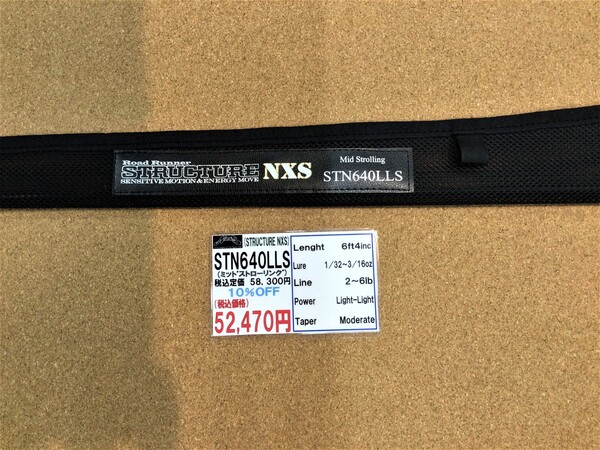 Road Runner
STRUCTURE NXS
SENSITIVE MOTION & ENERGY MOVE
Mid Strolling
STN640LLS
(STRUCTURE NXS)
STN640LLS
(ミッドストローリング)
税込定価 58,300円
10%OFF
(税込価格)
52,470円
Lenght 6ft4inc
Lure 1/32~3/16oz
Line 2~6lb
Power Light-Light
Taper Moderate